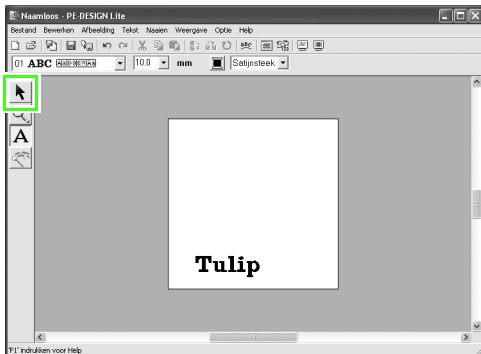 Naamloos - PE-DESIGN Lite
Bestand Bewerken Afbeelding Tekst Naaien Weergave Optie Help
01 ABC 10.0 mm Satijnsteek
A
Tulip
'F1' indrukken voor Help